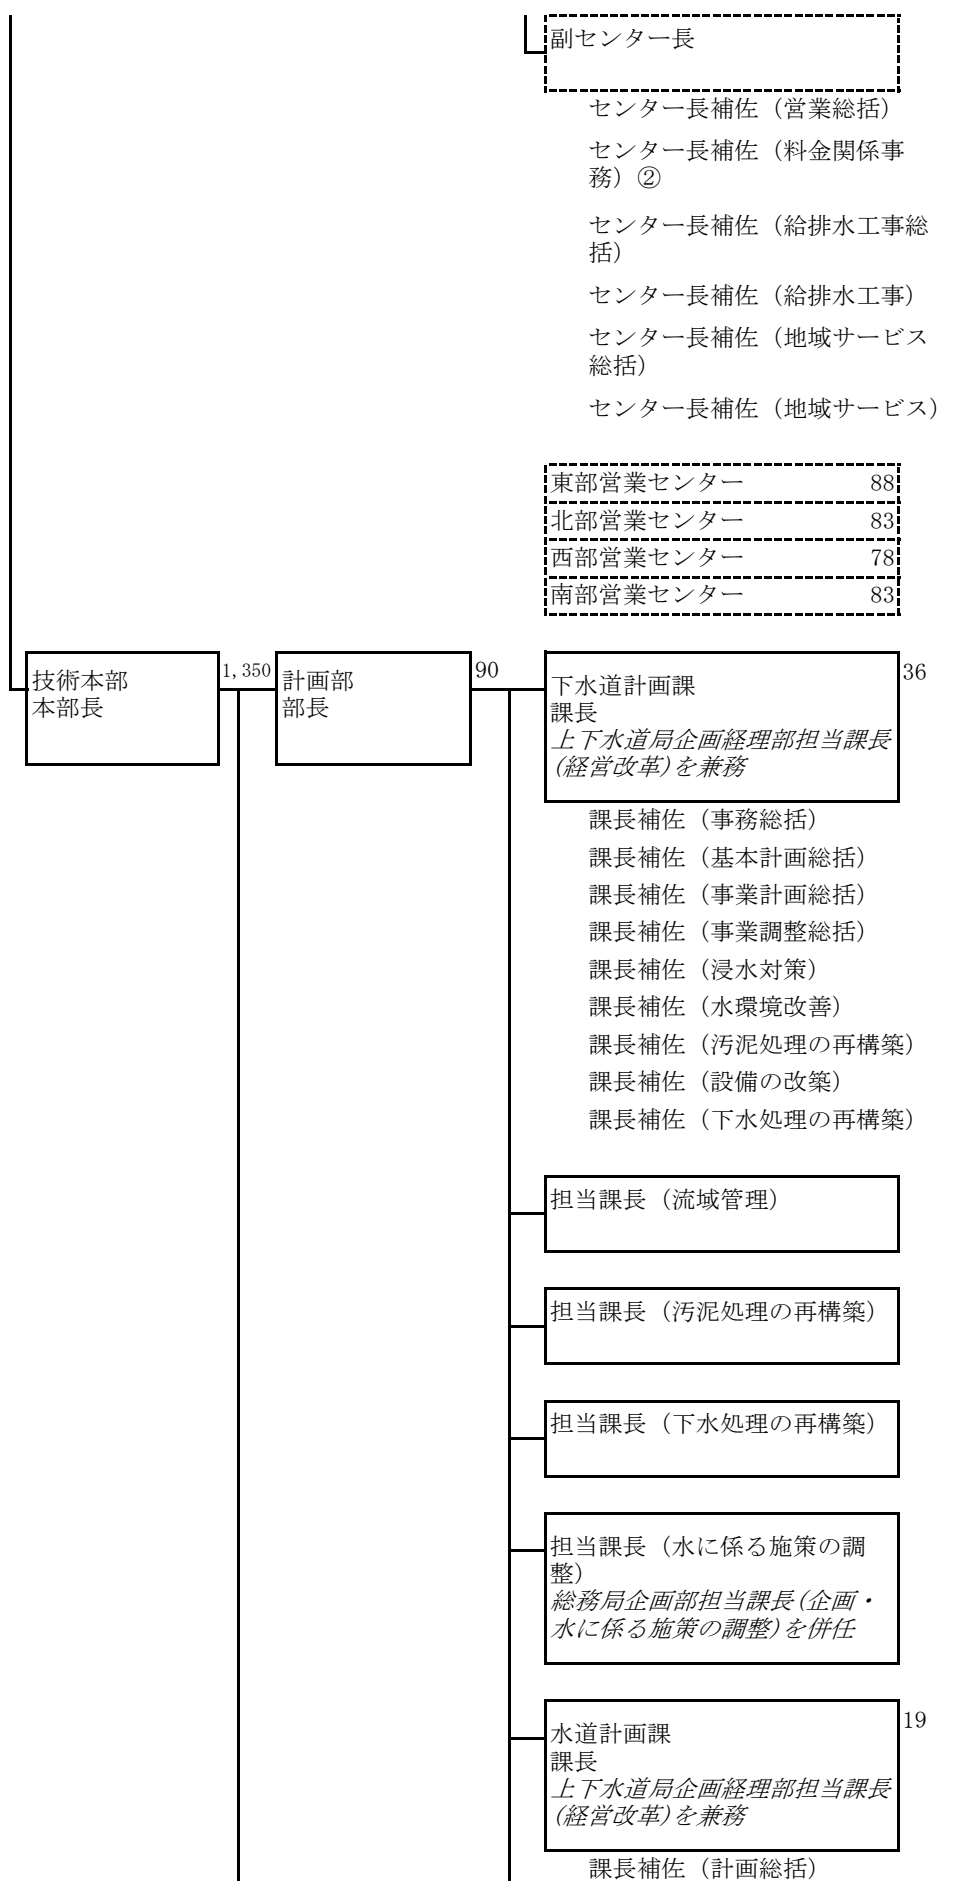 副センター長
センター長補佐（営業総括）
センター長補佐（料金関係事
務）②
センター長補佐（給排水工事総
括）
センター長補佐（給排水工事）
センター長補佐（地域サービス
総括）
センター長補佐（地域サービス）
東部営業センター 88
北部営業センター 83
西部営業センター 78
南部営業センター 83
技術本部
本部長
1,350
計画部
部長
90
下水道計画課
課長
上下水道局企画経理部担当課長
(経営改革)を兼務
36
課長補佐（事務総括）
課長補佐（基本計画総括）
課長補佐（事業計画総括）
課長補佐（事業調整総括）
課長補佐（浸水対策）
課長補佐（水環境改善）
課長補佐（汚泥処理の再構築）
課長補佐（設備の改築）
課長補佐（下水処理の再構築）
担当課長（流域管理）
担当課長（汚泥処理の再構築）
担当課長（下水処理の再構築）
担当課長（水に係る施策の調
整）
総務局企画部担当課長(企画・
水に係る施策の調整)を併任
水道計画課
課長
上下水道局企画経理部担当課長
(経営改革)を兼務
19
課長補佐（計画総括）